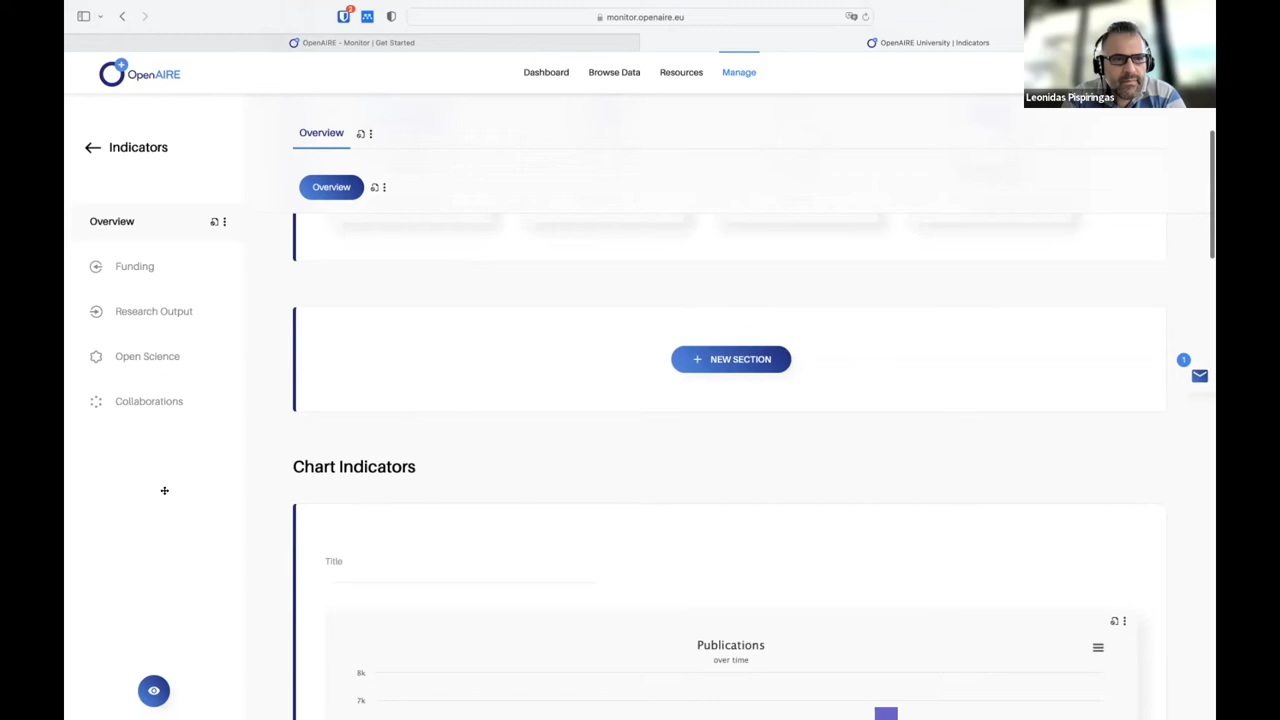 2
monitor.openaire.eu
OpenAIRE - Monitor | Get Started
OpenAIRE University | Indicators
OpenAIRE
Dashboard
Browse Data
Resources
Manage
Leonidas Pispiringas
Indicators
Overview
Overview
Overview
Funding
Research Output
Open Science
Collaborations
+ NEW SECTION
1
Chart Indicators
Title
Publications
over time
8k
7k